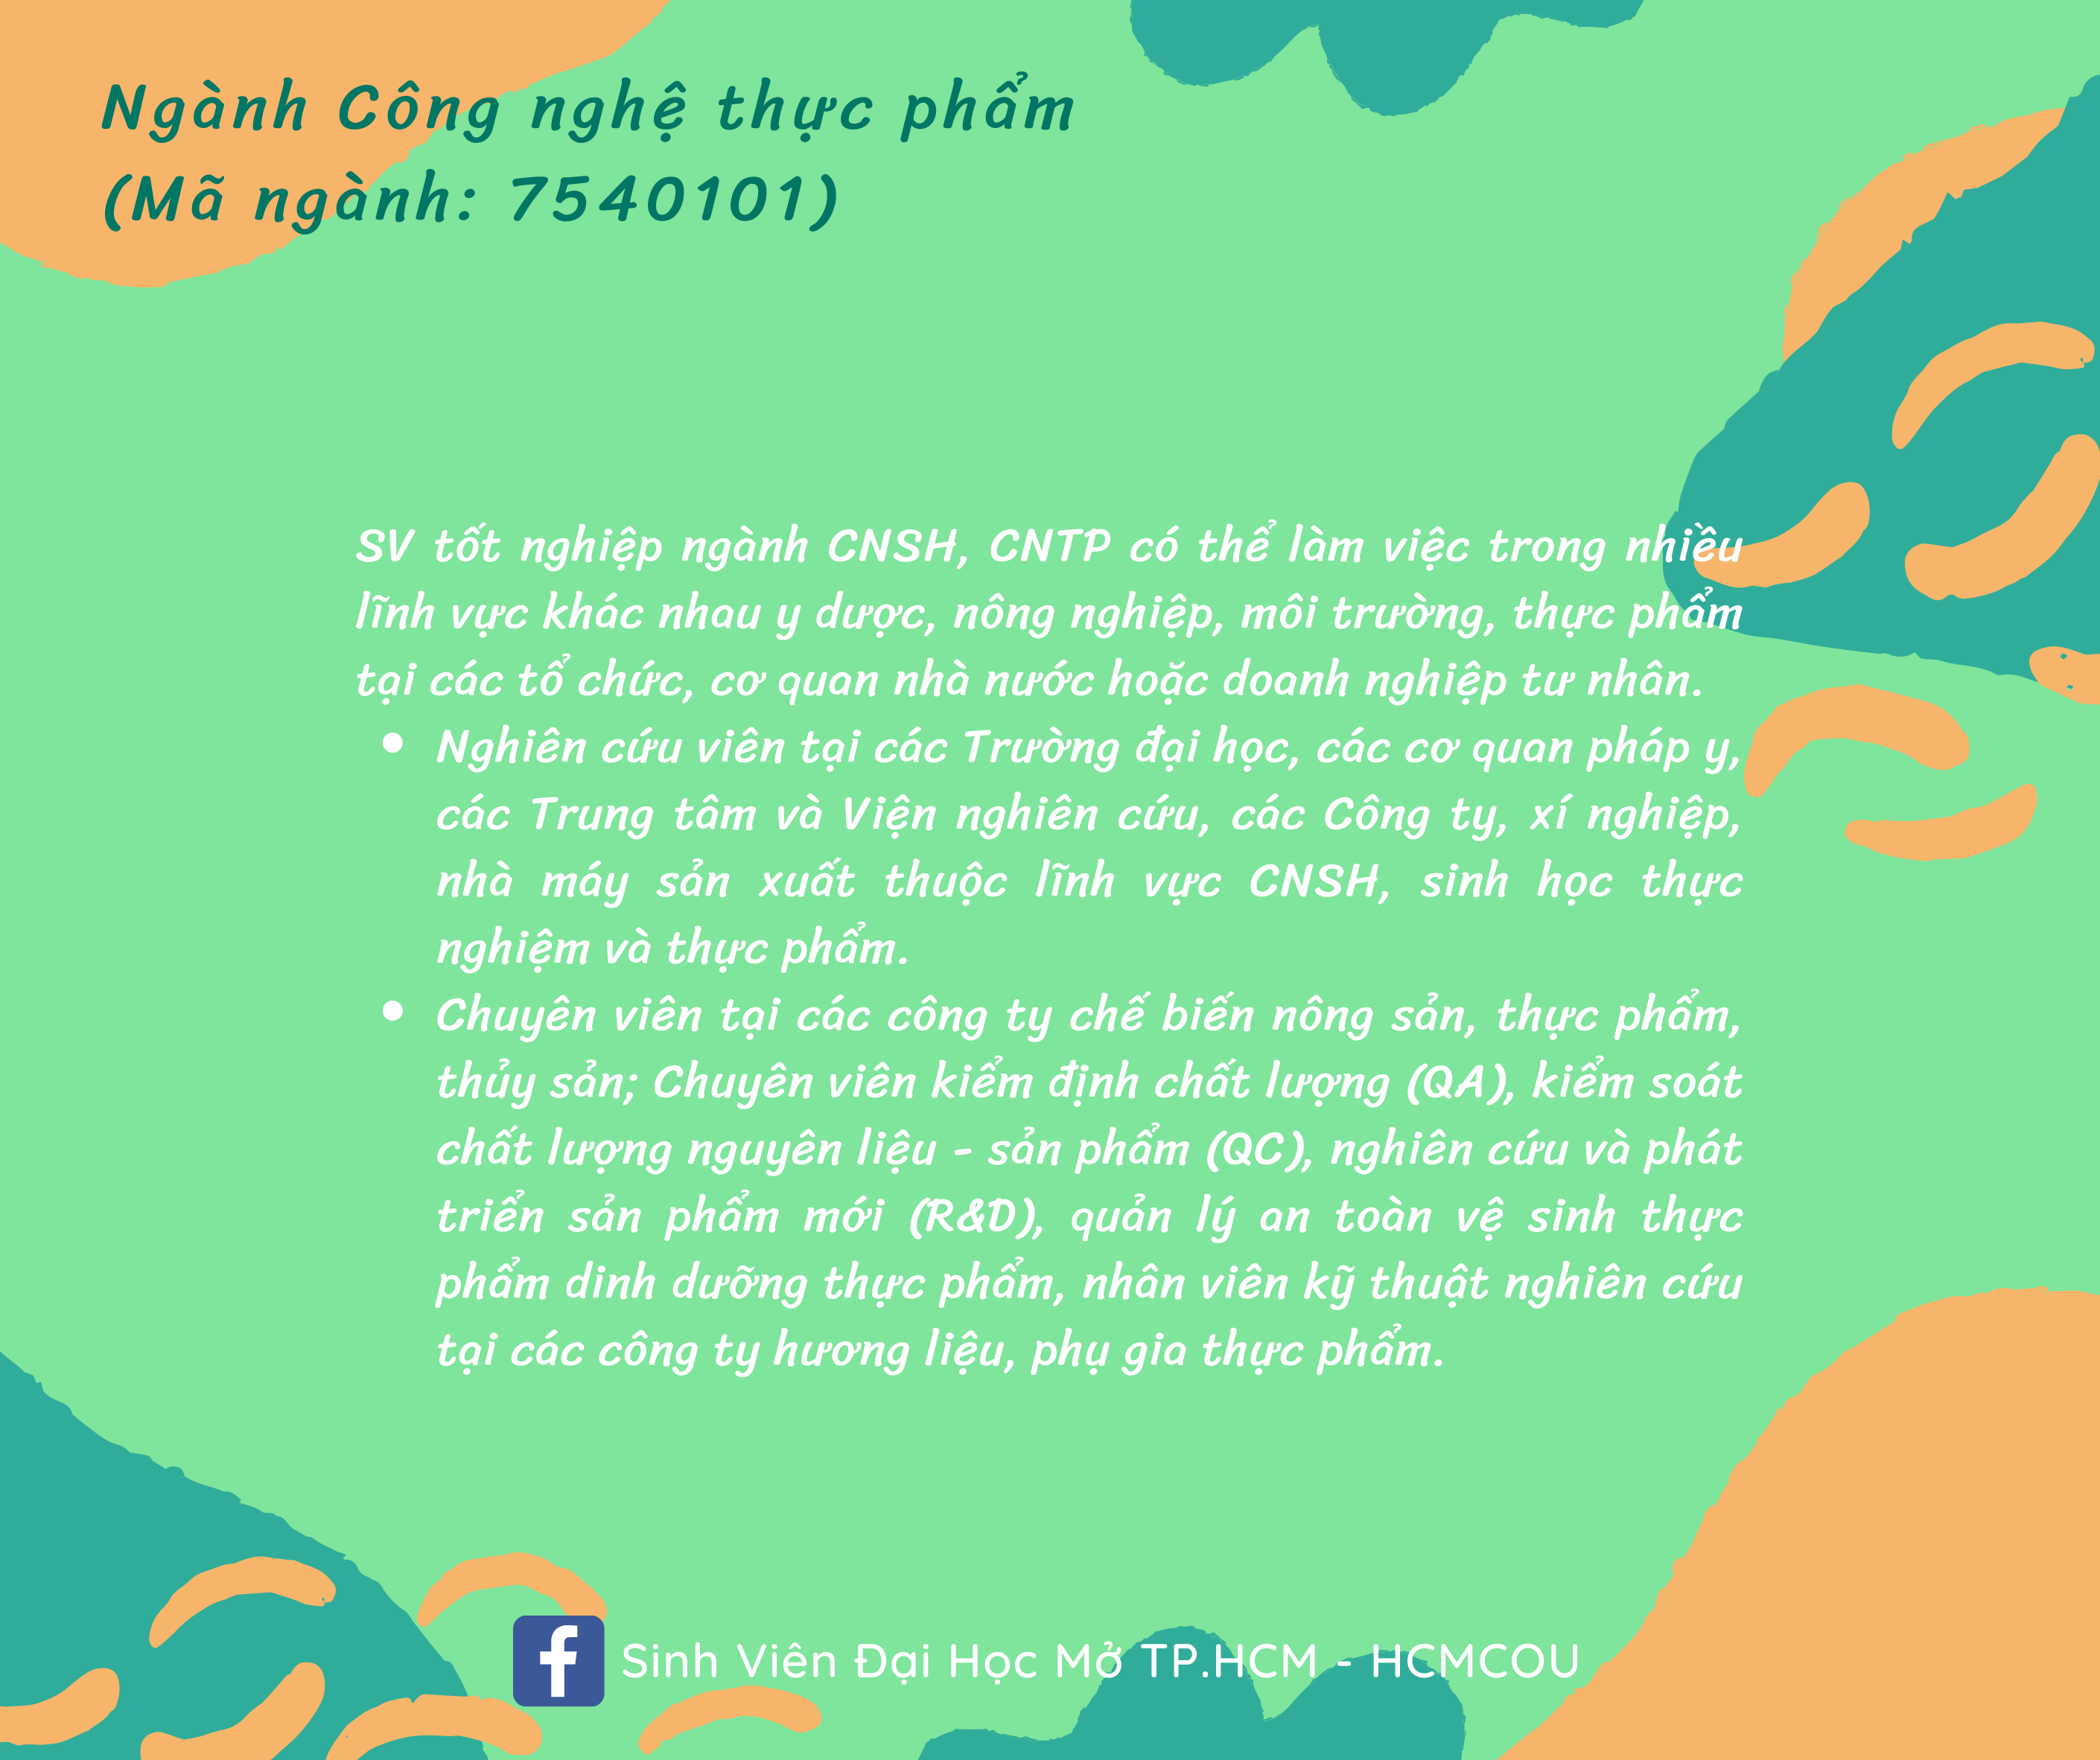 Ngành Công nghệ thực phẩm
(Mã ngành: 7540101)
SV tốt nghiệp ngành CNSH, CNTP có thể làm việc trong nhiều
lĩnh vực khác nhau y dược, nông nghiệp, môi trường, thực phẩm
tại các tổ chức, cơ quan nhà nước hoặc doanh nghiệp tư nhân.
• Nghiên cứu viên tại các Trường đại học, các cơ quan pháp y,
các Trung tâm và Viện nghiên cứu, các Công ty, xí nghiệp,
nhà máy sản xuất thuộc lĩnh vực CNSH, sinh học thực
nghiệm và thực phẩm.
• Chuyên viên tại các công ty chế biến nông sản, thực phẩm,
thủy sản; Chuyên viên kiểm định chất lượng (QA), kiểm soát
chất lượng nguyên liệu - sản phẩm (QC), nghiên cứu và phát
triển sản phẩm mới (R&D), quản lý an toàn vệ sinh thực
phẩm dinh dưỡng thực phẩm, nhân viên kỹ thuật nghiên cứu
tại các công ty hương liệu, phụ gia thực phẩm.
Sinh Viên Đại Học Mở TP.HCM - HCMCOU